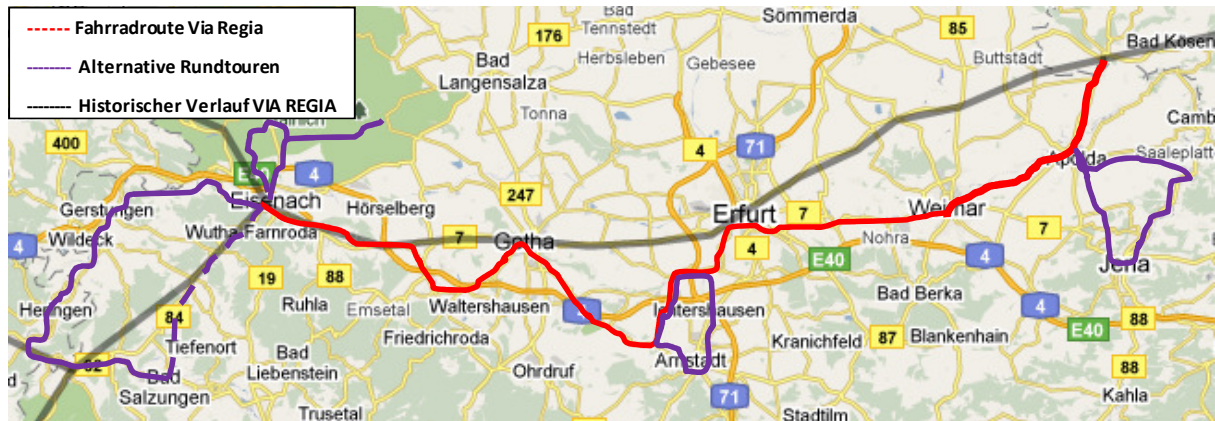 Fahrradroute Via Regia
Alternative Rundtouren
Historischer Verlauf VIA REGIA
Bad
Tennstedt
Sömmerda
176
85
Bad Kösen
Herbsleben
Gebesee
Buttstädt
Bad
Langensalza
Tonna
Camb
400
4
71
4
Apolda
Saaleplatte
Eisenach
247
Gerstungen
Hörselberg
Erfurt
7
Weimar
4
Wildeck
Wutha-Farnroda
7
Gotha
4
Nohra
7
E40
4
Jena
19
88
Ruhla
Emsetal
Waltershausen
Bad Berka
4
Heringen
84
Friedrichroda
Kranichfeld
87
Blankenhain
E40
88
Tiefenort
Bad
Liebenstein
Arnstadt
Bad
Salzungen
Ohrdruf
71
88
Kahla
Trusetal
Stadtilm